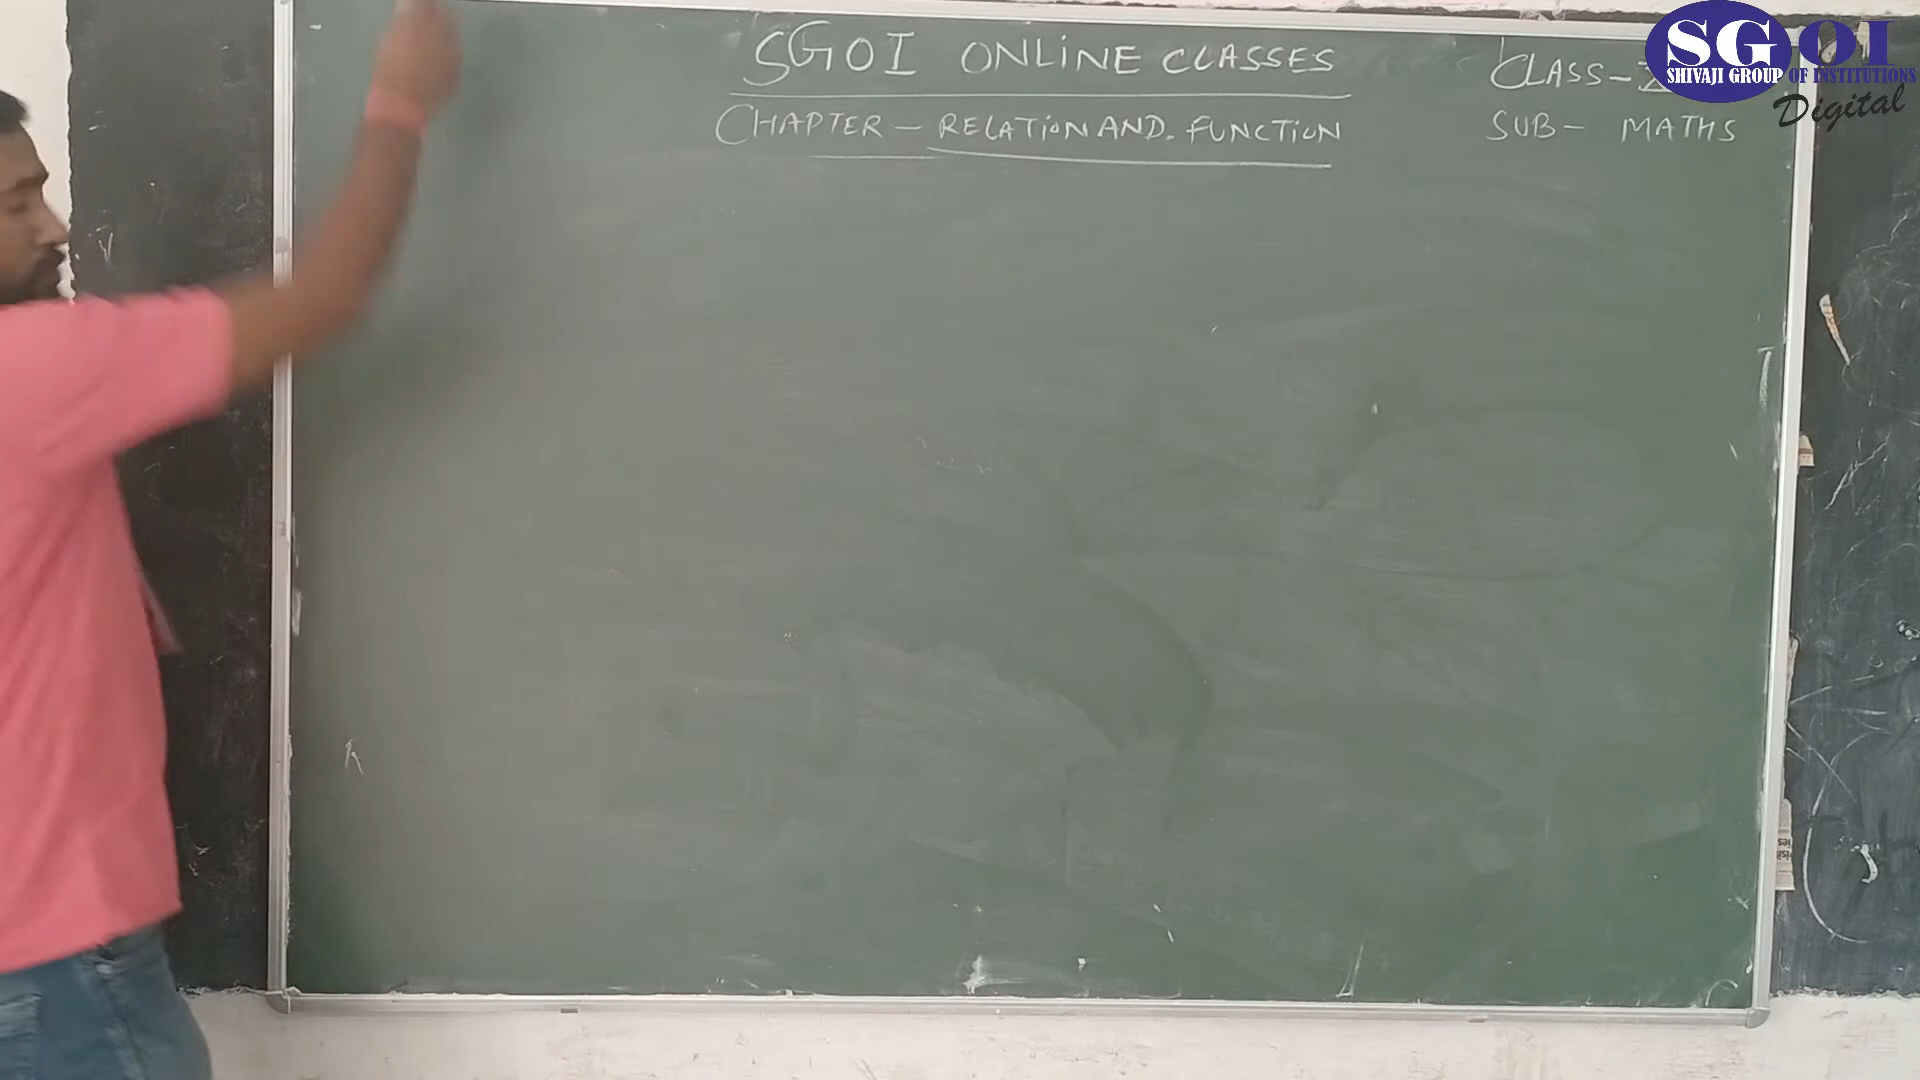 SGOI ONLINE CLASSES
CHAPTER – RELATION AND. FUNCTION
CLASS –
SUB – MATHS
SGOI
SHIVAJI GROUP OF INSTITUTIONS
Digital